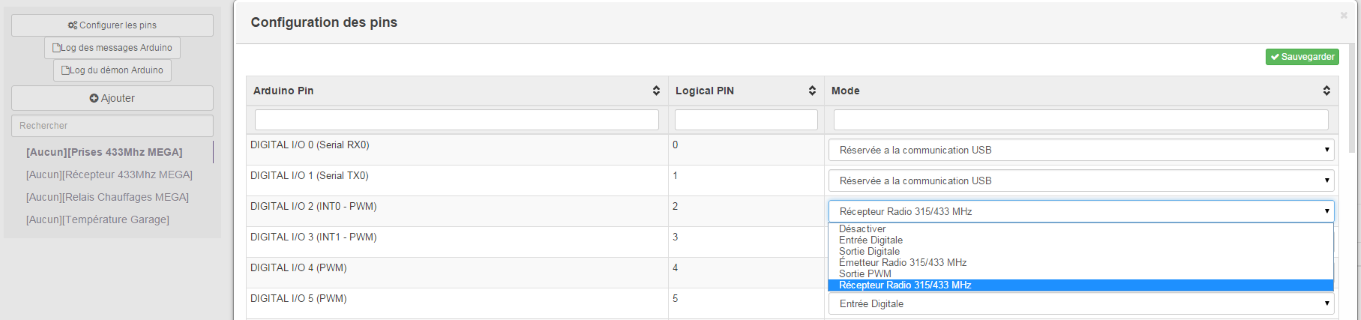 Configurer les pins
Log des messages Arduino
Log du démon Arduino
Ajouter
Rechercher
[Aucun][Prises 433Mhz MEGA]
[Aucun][Récepteur 433Mhz MEGA]
[Aucun][Relais Chauffages MEGA]
[Aucun][Température Garage]
Configuration des pins
Sauvegarder
Arduino Pin Logical PIN Mode
DIGITAL I/O 0 (Serial RX0) 0 Réservée a la communication USB
DIGITAL I/O 1 (Serial TX0) 1 Réservée a la communication USB
DIGITAL I/O 2 (INT0 - PWM) 2 Récepteur Radio 315/433 MHz
Désactiver
DIGITAL I/O 3 (INT1 - PWM) 3 Entrée Digitale
Sortie Digitale
Émetteur Radio 315/433 MHz
DIGITAL I/O 4 (PWM) 4 Sortie PWM
Récepteur Radio 315/433 MHz
DIGITAL I/O 5 (PWM) 5 Entrée Digitale